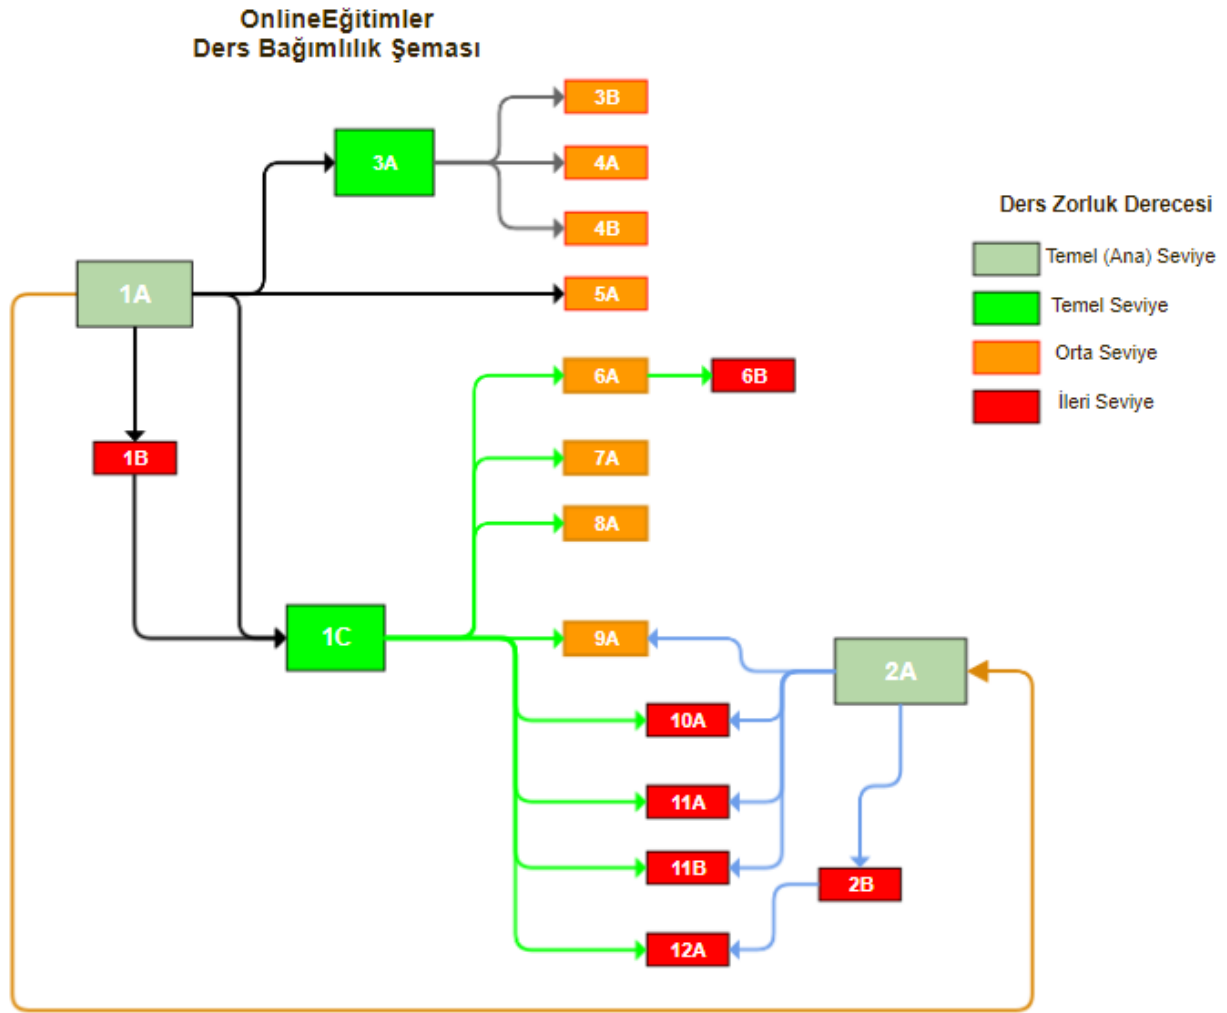 OnlineEğitimler
Ders Bağımlılık Şeması
3B
3A
4A
4B
1A
5A
6A
6B
1B
7A
8A
1C
9A
2A
10A
11A
11B
2B
12A
Ders Zorluk Derecesi
Temel (Ana) Seviye
Temel Seviye
Orta Seviye
İleri Seviye